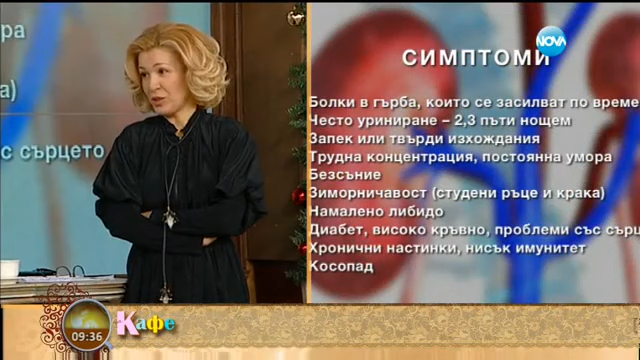 NOVA
СИМПТОМИ
Болки в гърба, които се засилват по време
Често уриниране – 2,3 пъти нощем
Запек или твърди изхождания
Трудна концентрация, постоянна умора
Безсъние
Зиморничавост (студени ръце и крака)
Намалено либидо
Диабет, високо кръвно, проблеми със сърц
Хронични настинки, нисък имунитет
Косопад
ра
а)
с сърцето
09:36
Кафе